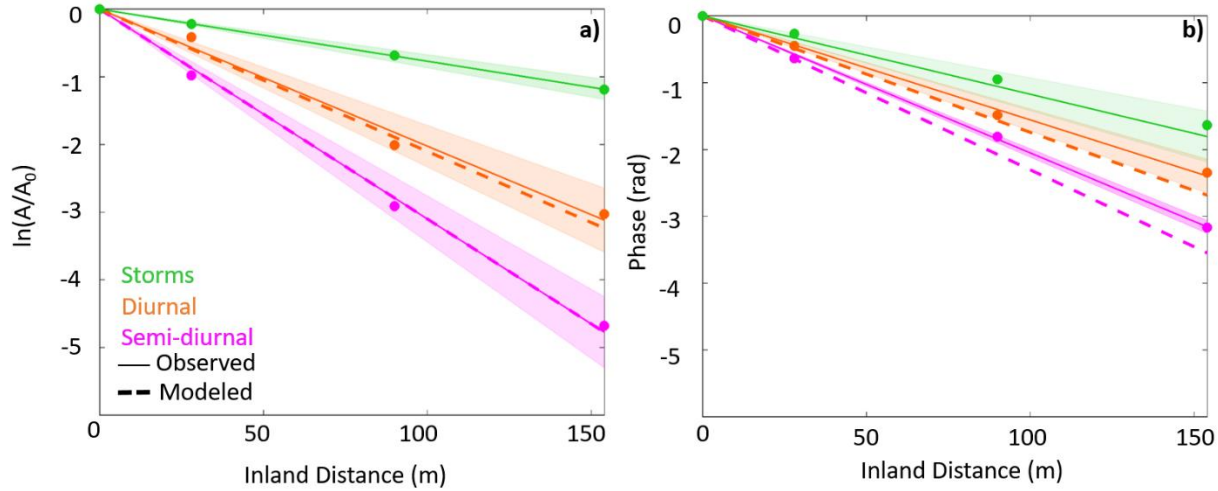 a)
0
-1
-2
-3
-4
-5
ln(A/A₀)
Storms
Diurnal
Semi-diurnal
Observed
Modeled
0 50 100 150
Inland Distance (m)
b)
0
-1
-2
-3
-4
-5
Phase (rad)
0 50 100 150
Inland Distance (m)